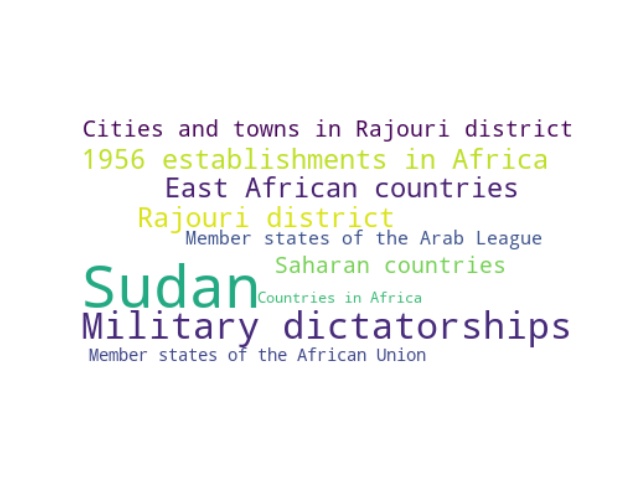 Cities and towns in Rajouri district
1956 establishments in Africa
East African countries
Rajouri district
Member states of the Arab League
Saharan countries
Sudan
Countries in Africa
Military dictatorships
Member states of the African Union